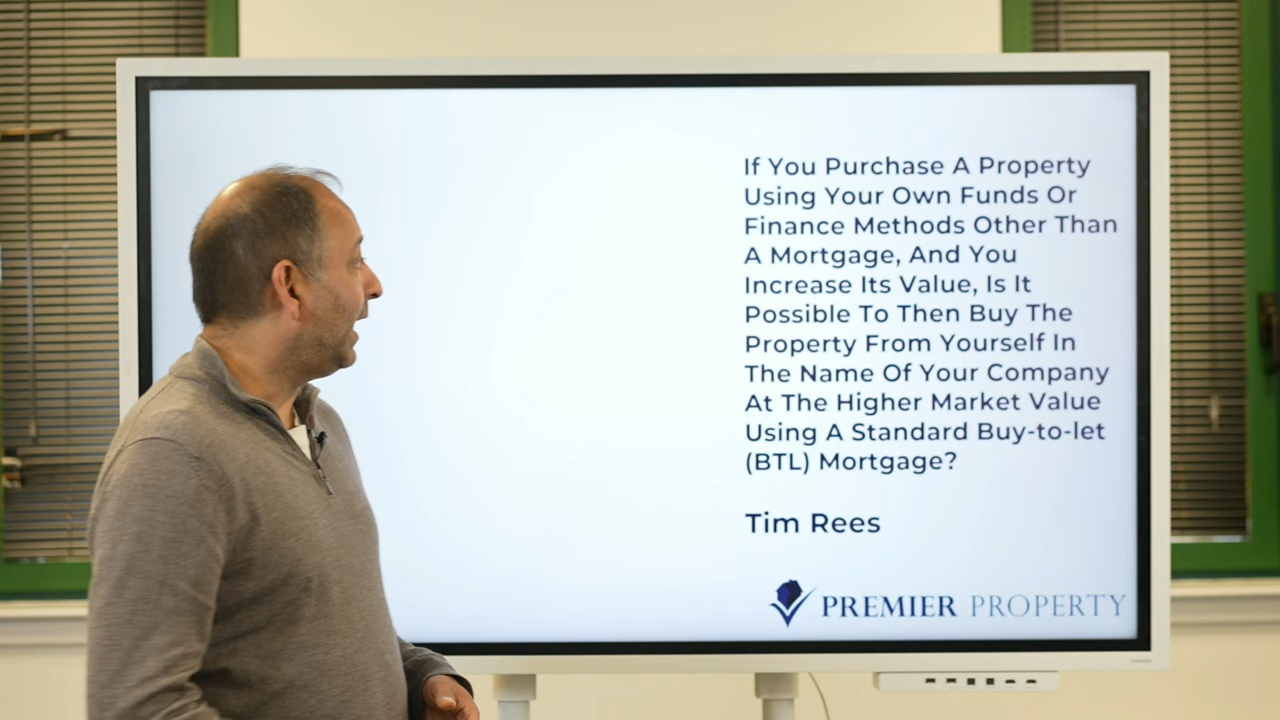 If You Purchase A Property
Using Your Own Funds Or
Finance Methods Other Than
A Mortgage, And You
Increase Its Value, Is It
Possible To Then Buy The
Property From Yourself In
The Name Of Your Company
At The Higher Market Value
Using A Standard Buy-to-let
(BTL) Mortgage?
Tim Rees
PREMIER PROPERTY